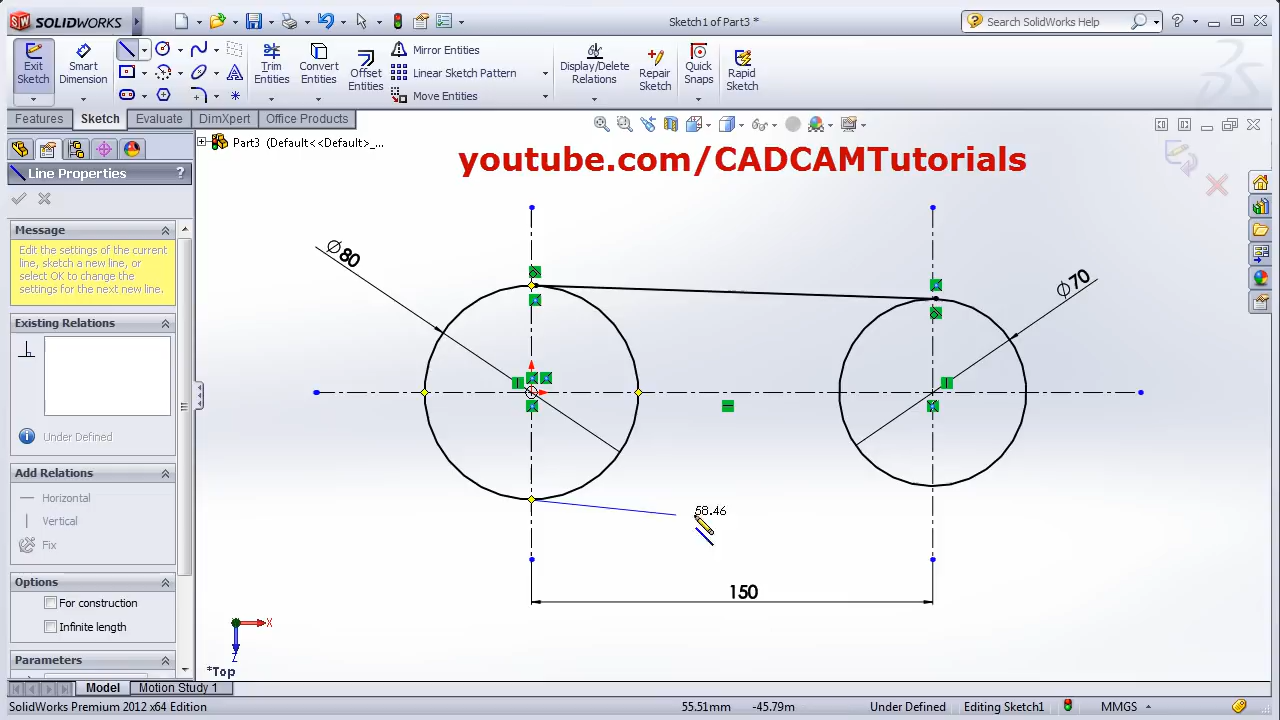 SOLIDWORKS
Sketch1 of Part3 *
Search SolidWorks Help
Exit Sketch
Smart Dimension
Trim Entities
Convert Entities
Offset Entities
Mirror Entities
Linear Sketch Pattern
Move Entities
Display/Delete Relations
Repair Sketch
Quick Snaps
Rapid Sketch
Features
Sketch
Evaluate
DimXpert
Office Products
Part3 (Default<<Default>_...
youtube.com/CADCAMTutorials
Line Properties
?
Message
Edit the settings of the current
line, sketch a new line, or
select OK to change the
settings for the next new line.
Existing Relations
Under Defined
Add Relations
Horizontal
Vertical
Fix
Options
For construction
Infinite length
Parameters
∅80
∅70
58.46
150
X
Z
*Top
Model
Motion Study 1
SolidWorks Premium 2012 x64 Edition
55.51mm
-45.79m
Under Defined
Editing Sketch1
MMGS